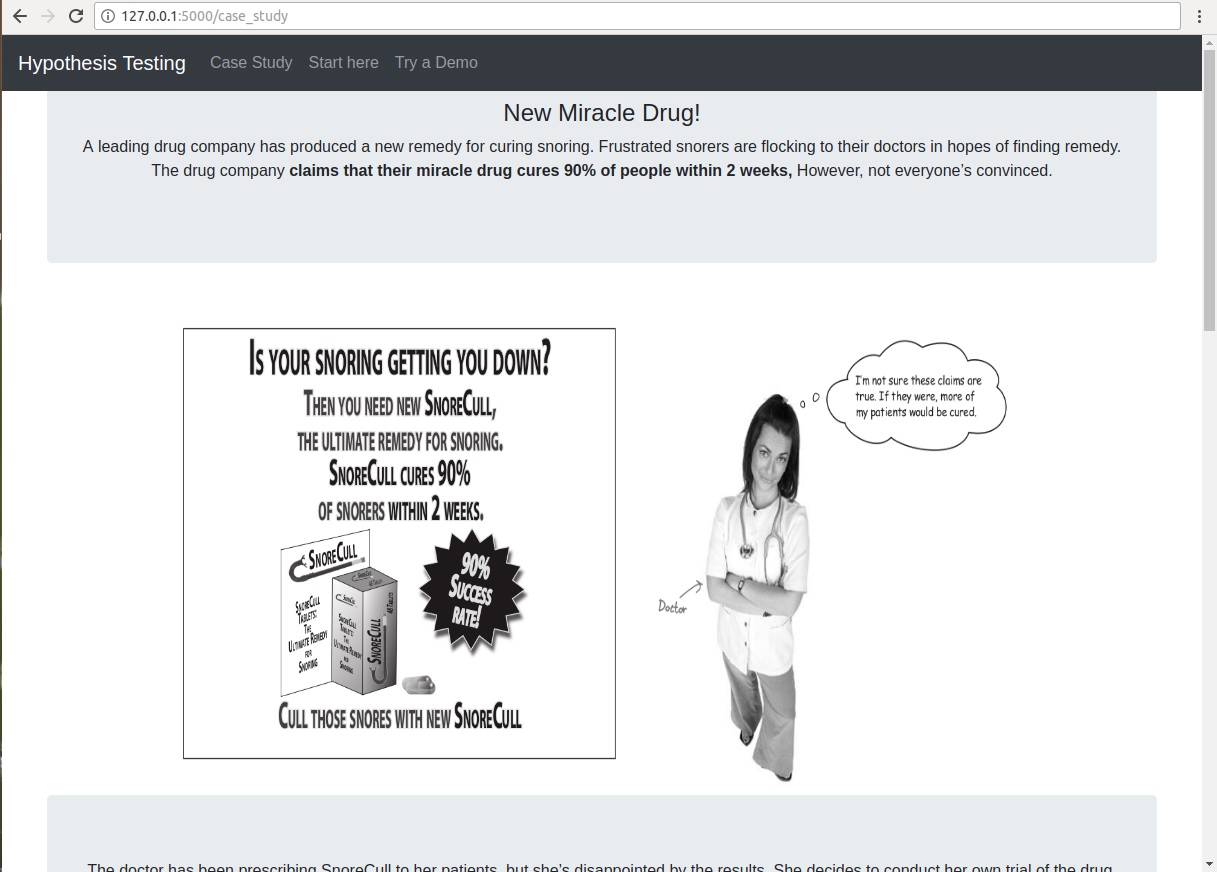 127.0.0.1:5000/case_study
Hypothesis Testing Case Study Start here Try a Demo
New Miracle Drug!
A leading drug company has produced a new remedy for curing snoring. Frustrated snorers are flocking to their doctors in hopes of finding remedy.
The drug company claims that their miracle drug cures 90% of people within 2 weeks, However, not everyone’s convinced.
IS YOUR SNORING GETTING YOU DOWN?
THEN YOU NEED NEW SNORECULL,
THE ULTIMATE REMEDY FOR SNORING.
SNORECULL CURES 90%
OF SNORERS WITHIN 2 WEEKS.
SNORECULL
SNORECULL
TABLETS:
THE
ULTIMATE REMEDY
FOR
SNORING
SNORECULL
TABLETS:
THE
ULTIMATE REMEDY
FOR
SNORING
SNORECULL
48 TABLETS
90%
SUCCESS
RATE!
CULL THOSE SNORES WITH NEW SNORECULL
I'm not sure these claims are
true. If they were, more of
my patients would be cured.
Doctor
The doctor has been prescribing SnoreCull to her patients, but she’s disappointed by the results. She decides to conduct her own trial of the drug.